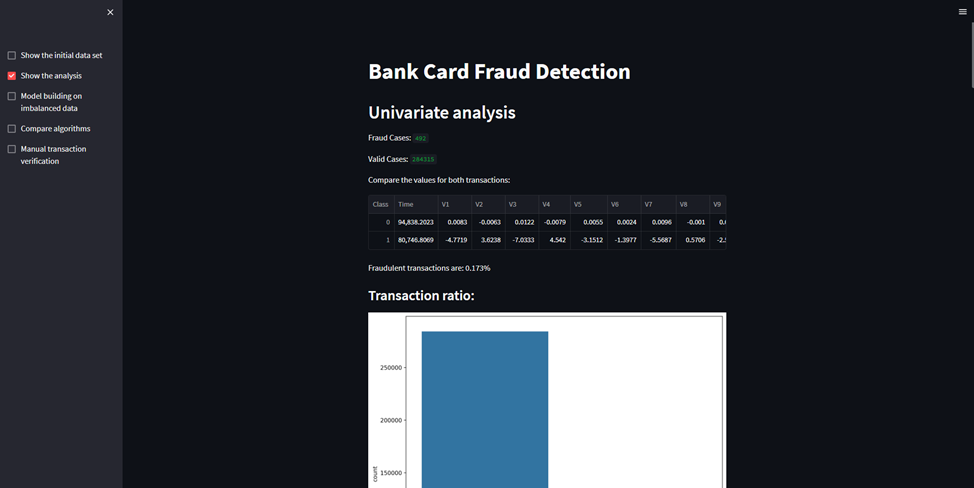 Show the initial data set
Show the analysis
Model building on
imbalanced data
Compare algorithms
Manual transaction
verification
Bank Card Fraud Detection
Univariate analysis
Fraud Cases: 492
Valid Cases: 284315
Compare the values for both transactions:
Class Time V1 V2 V3 V4 V5 V6 V7 V8 V9
0 94,838.2023 0.0083 -0.0063 0.0122 -0.0079 0.0055 0.0024 0.0096 -0.001
1 80,746.8069 -4.7719 3.6238 -7.0333 4.542 -3.1512 -1.3977 -5.5687 0.5706
Fraudulent transactions are: 0.173%
Transaction ratio:
250000
200000
150000
count